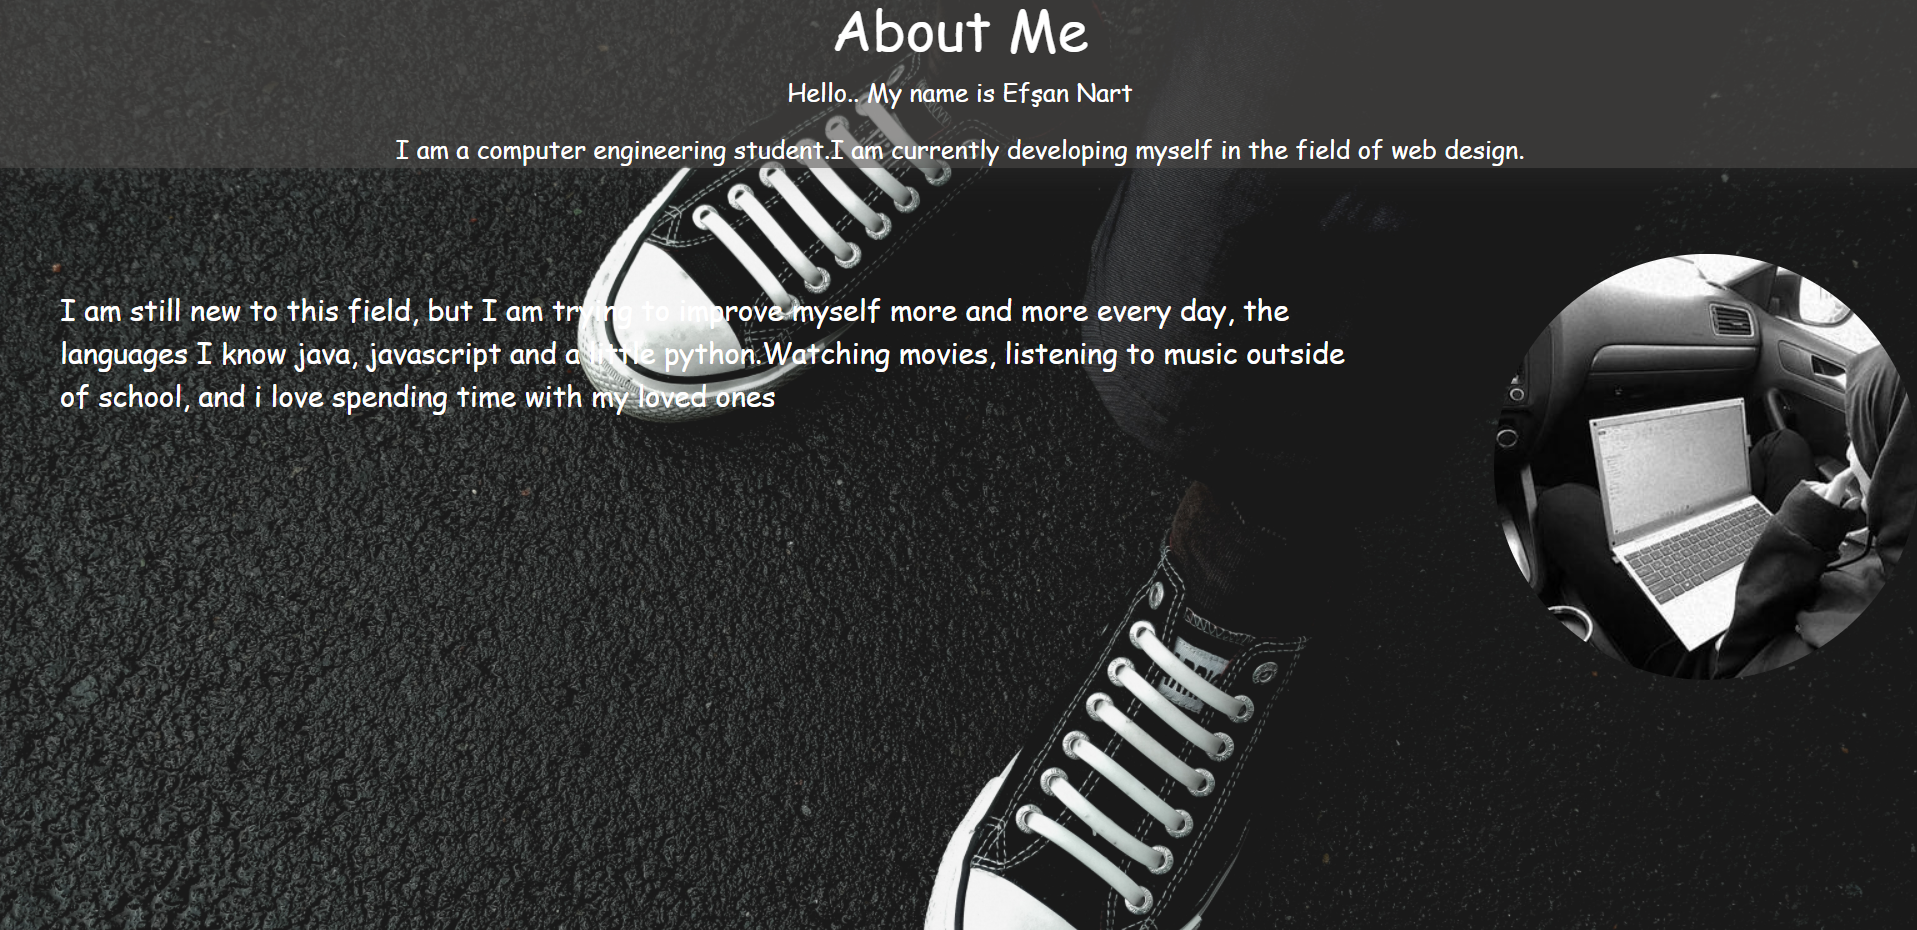 About Me
Hello.. My name is Efşan Nart
I am a computer engineering student.I am currently developing myself in the field of web design.
I am still new to this field, but I am trying to improve myself more and more every day, the
languages I know java, javascript and a little python.Watching movies, listening to music outside
of school, and i love spending time with my loved ones